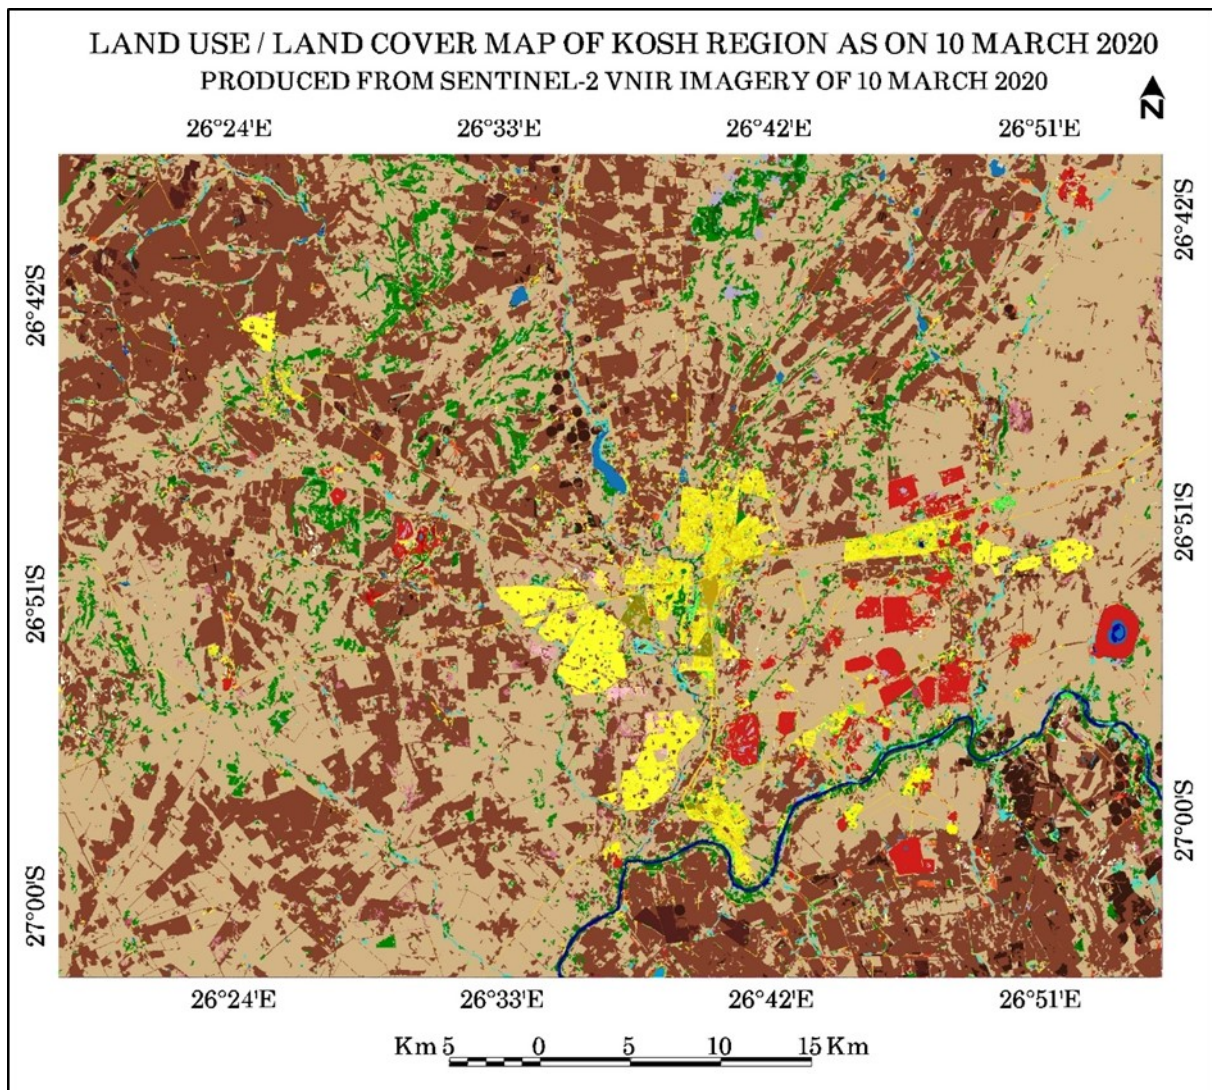 LAND USE / LAND COVER MAP OF KOSH REGION AS ON 10 MARCH 2020
PRODUCED FROM SENTINEL-2 VNIR IMAGERY OF 10 MARCH 2020
N
26°24'E 26°33'E 26°42'E 26°51'E
26°42'S
26°51'S
27°00'S
26°42'S
26°51'S
27°00'S
26°24'E 26°33'E 26°42'E 26°51'E
Km 5 0 5 10 15 Km